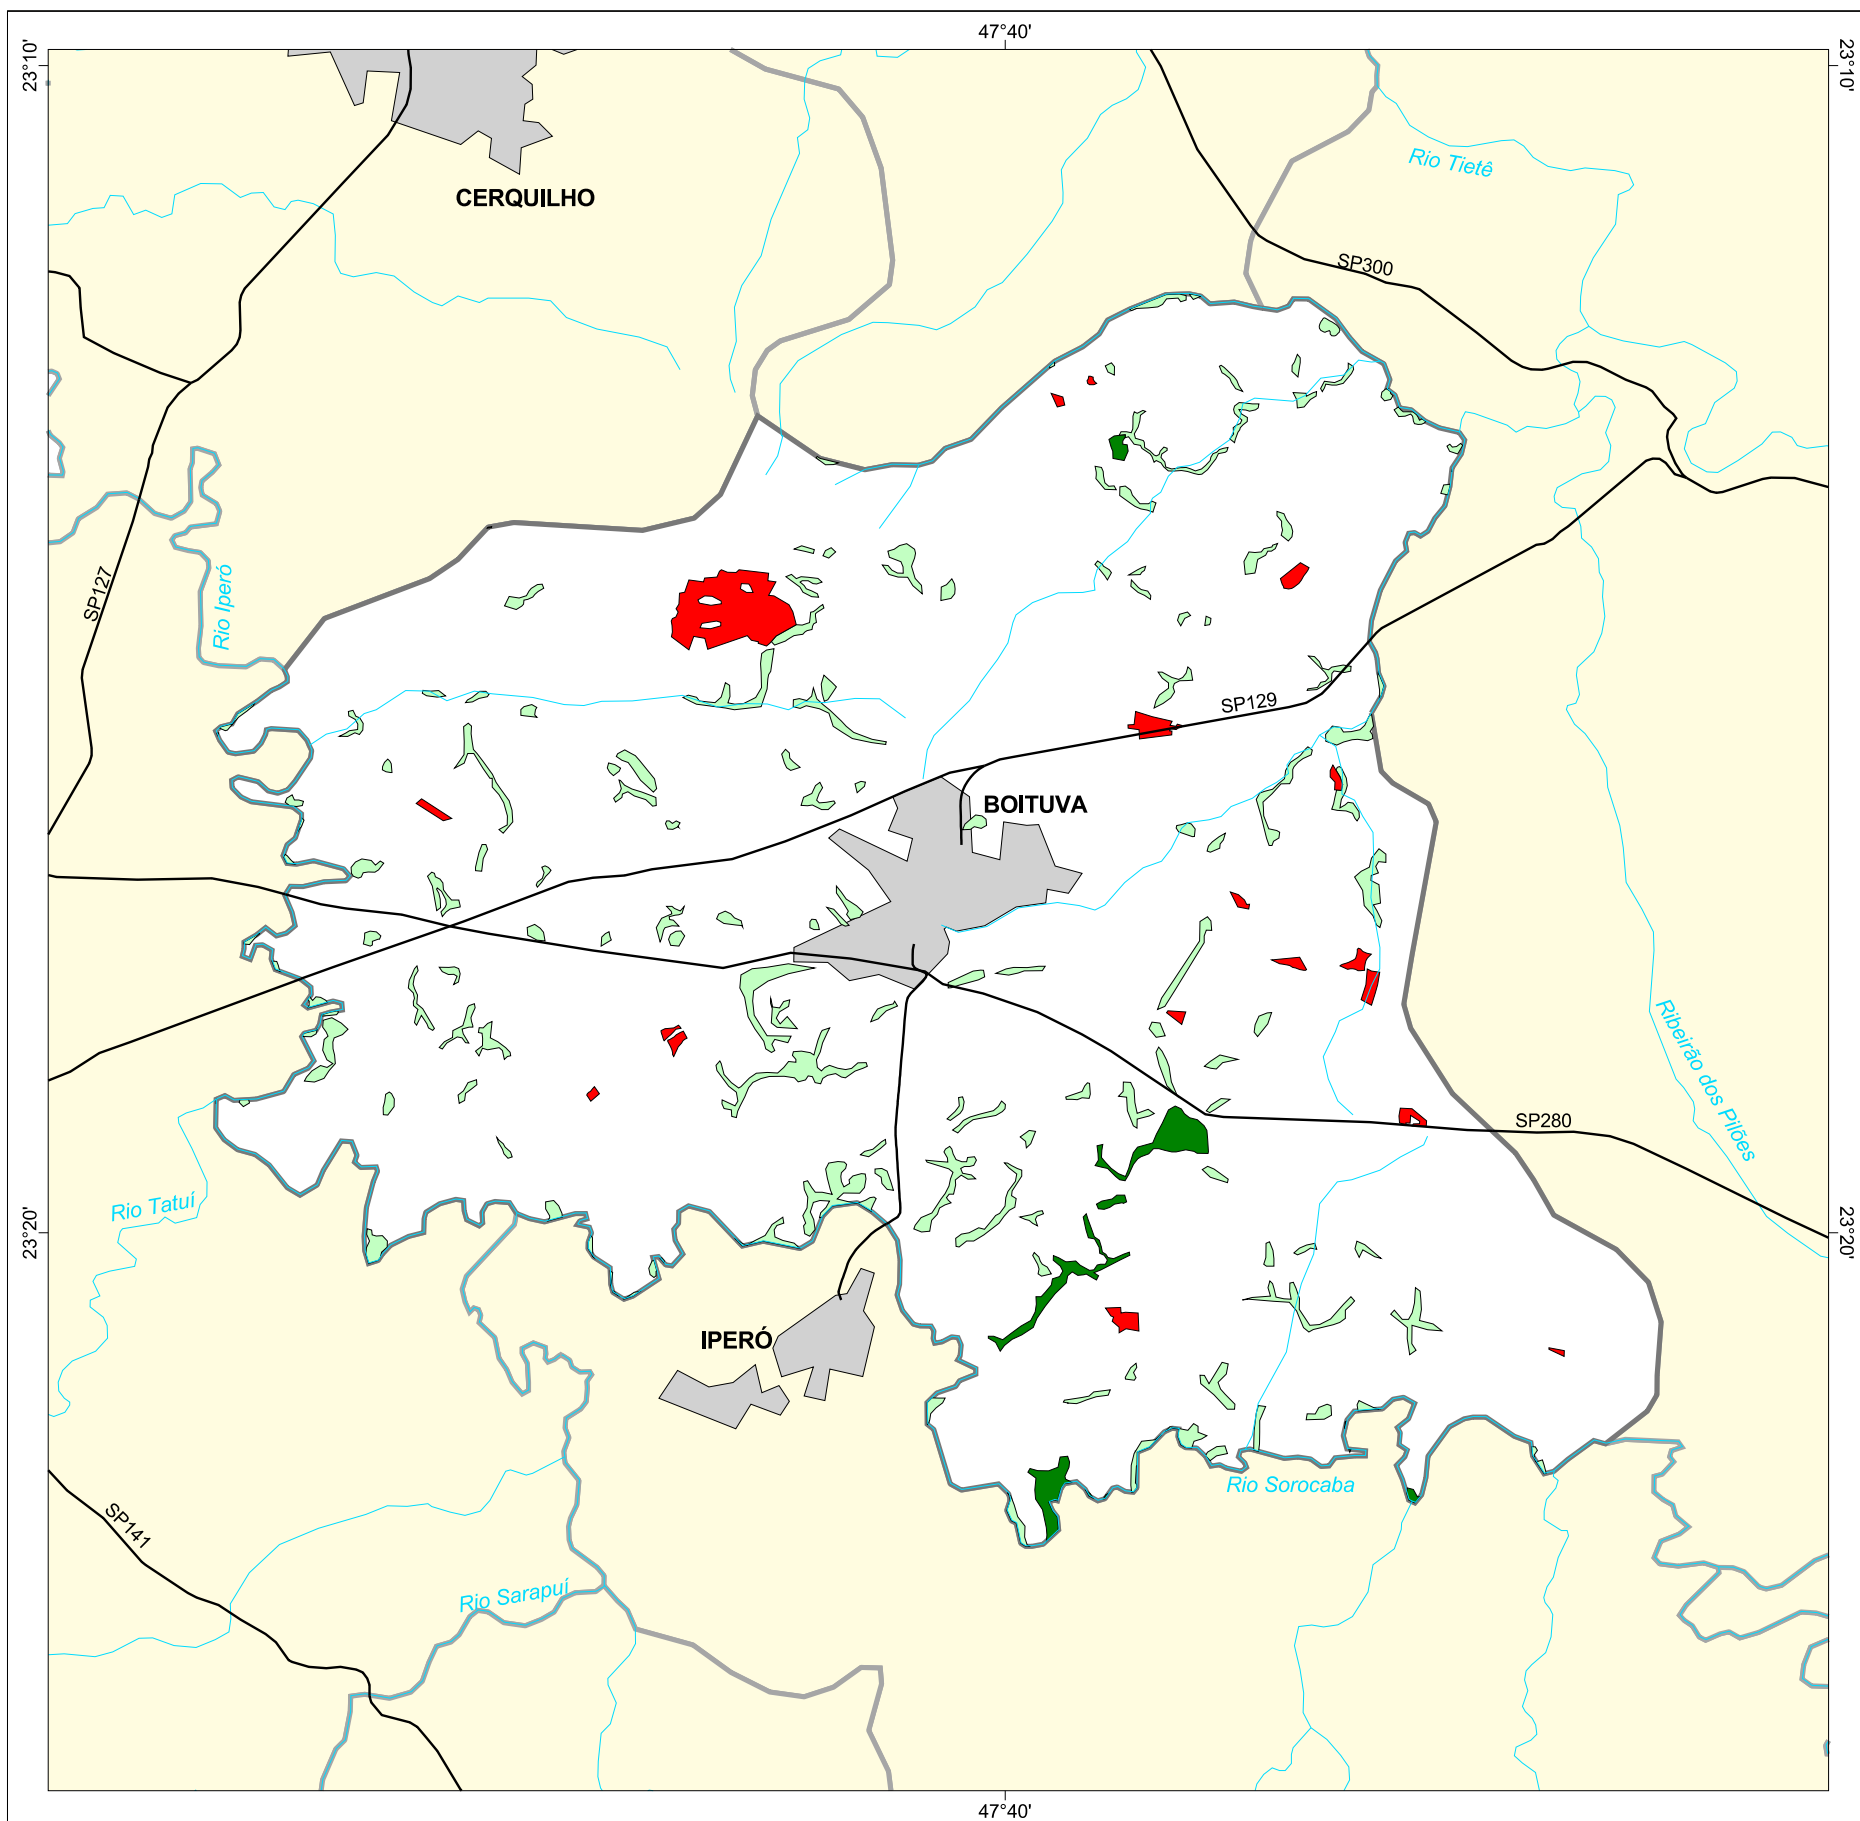 47°40'
23°10'
23°10'
Rio Tietê
CERQUILHO
SP300
SP127
Rio Iperó
SP129
BOITUVA
Ribeirão dos Pilões
SP280
Rio Tatuí
23°20'
23°20'
IPERÓ
Rio Sorocaba
SP141
Rio Sarapuí
47°40'